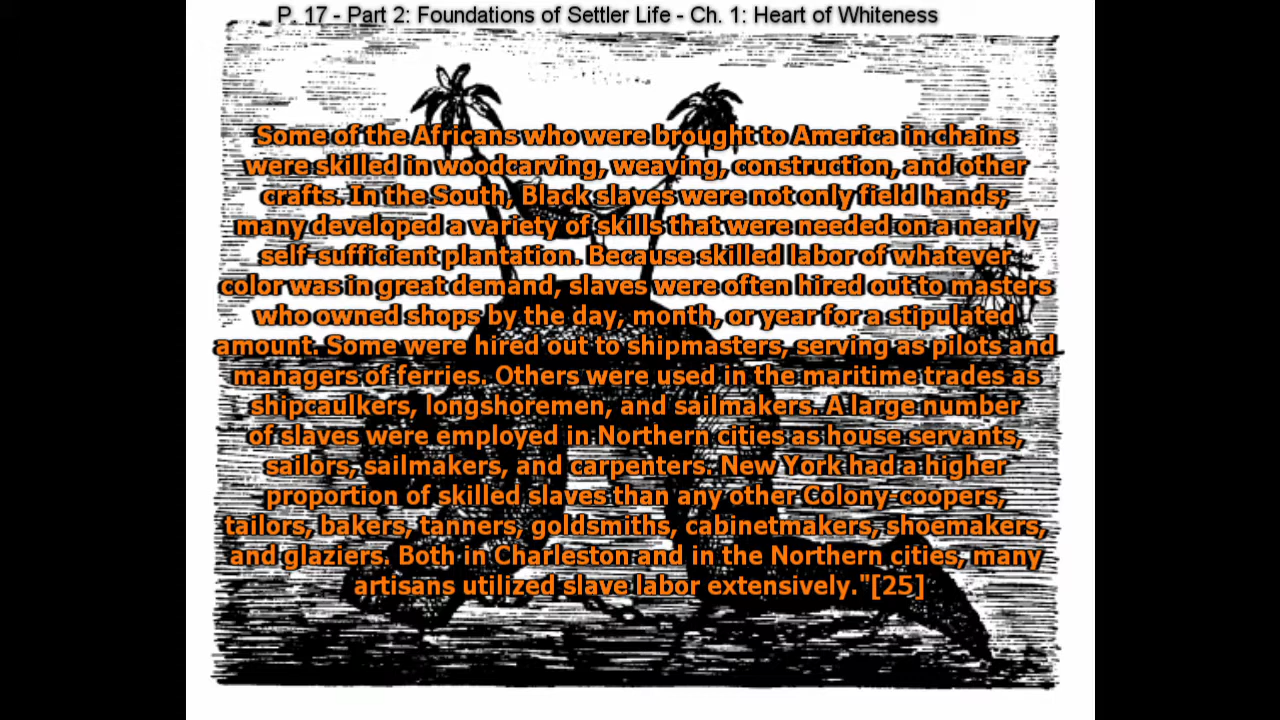 P. 17 - Part 2: Foundations of Settler Life - Ch. 1: Heart of Whiteness
Some of the Africans who were brought to America in chains
were skilled in woodcarving, weaving, construction, and other
crafts. In the South, Black slaves were not only field hands;
many developed a variety of skills that were needed on a nearly
self-sufficient plantation. Because skilled labor of whatever
color was in great demand, slaves were often hired out to masters
who owned shops by the day, month, or year for a stipulated
amount. Some were hired out to shipmasters, serving as pilots and
managers of ferries. Others were used in the maritime trades as
shipcaulkers, longshoremen, and sailmakers. A large number
of slaves were employed in Northern cities as house servants,
sailors, sailmakers, and carpenters. New York had a higher
proportion of skilled slaves than any other Colony-coopers,
tailors, bakers, tanners, goldsmiths, cabinetmakers, shoemakers,
and glaziers. Both in Charleston and in the Northern cities, many
artisans utilized slave labor extensively."[25]